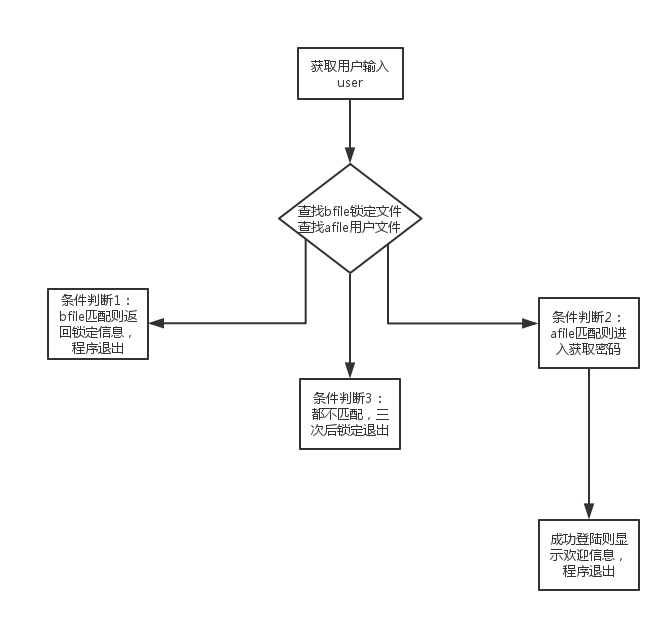 获取用户输入
user
查找bfile锁定文件
查找afile用户文件
条件判断1：
bfile匹配则返
回锁定信息，
程序退出
条件判断2：
afile匹配则进
入获取密码
条件判断3：
都不匹配，三
次后锁定退出
成功登陆则显
示欢迎信息，
程序退出